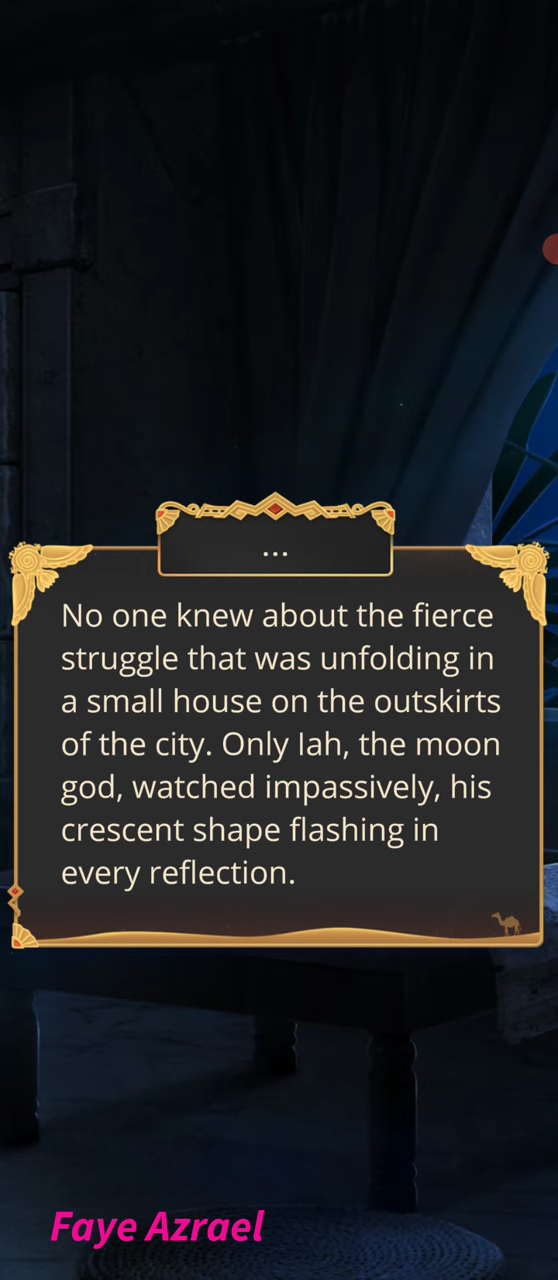 ...
No one knew about the fierce
struggle that was unfolding in
a small house on the outskirts
of the city. Only Iah, the moon
god, watched impassively, his
crescent shape flashing in
every reflection.
Faye Azrael